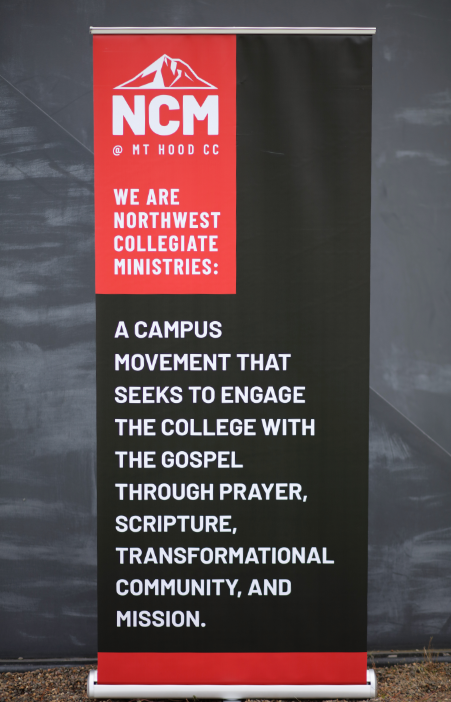 NCM
@ MT HOOD CC
WE ARE
NORTHWEST
COLLEGIATE
MINISTRIES:
A CAMPUS
MOVEMENT THAT
SEEKS TO ENGAGE
THE COLLEGE WITH
THE GOSPEL
THROUGH PRAYER,
SCRIPTURE,
TRANSFORMATIONAL
COMMUNITY, AND
MISSION.